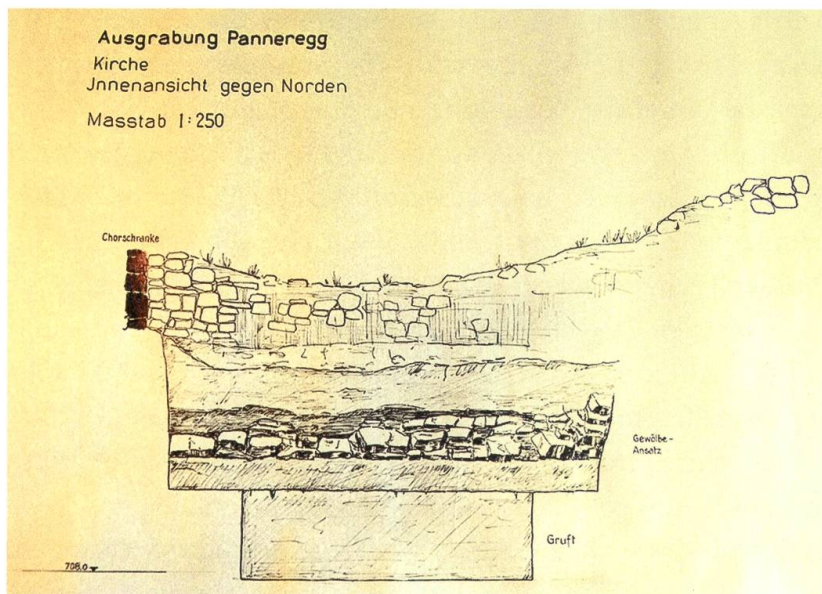 Ausgrabung Panneregg
Kirche
Jnnenansicht gegen Norden
Masstab 1:250
Chorschranke
Gewölbe-
Ansatz
Gruft
708.0